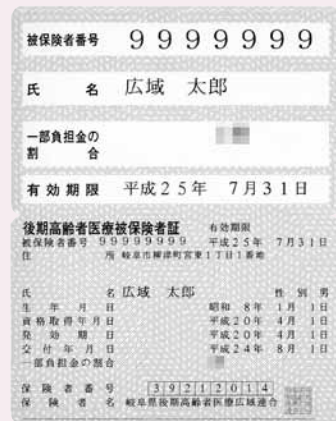 被保険者番号 9999999
氏名 広域 太郎
一部負担金の
割合
有効期限 平成25年 7月31日
後期高齢者医療被保険者証 有効期限
被保険者番号 99999999 平成25年 7月31日
住所 岐阜市柳津町宮東1丁目1番地
氏名 広域 太郎 性別 男
生年月日 昭和 8年 1月 1日
資格取得年月日 平成20年 4月 1日
発効期日 平成20年 4月 1日
交付年月日 平成24年 8月 1日
一部負担金の割合
保険者番号 39212014
保険者名 岐阜県後期高齢者医療広域連合